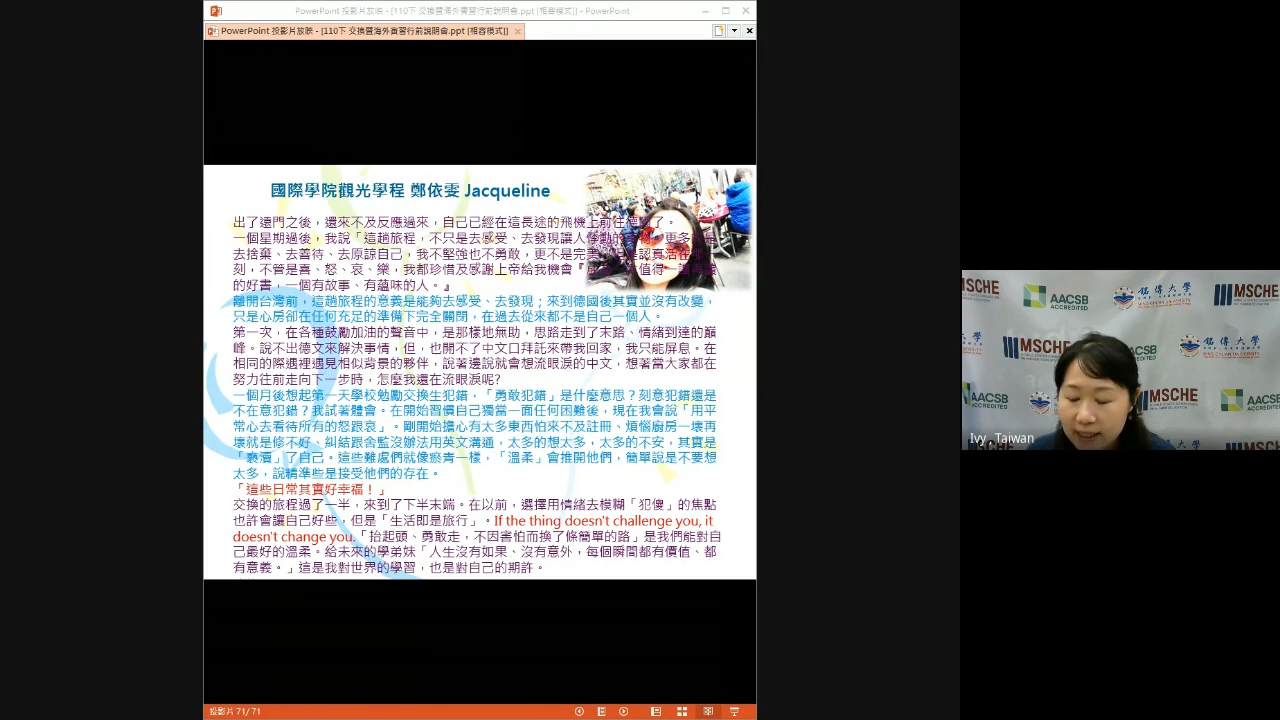 PowerPoint 投影片放映 - [110下 交換暨海外實習行前說明會.ppt [相容模式]] - PowerPoint
PowerPoint 投影片放映 - [110下 交換暨海外實習行前說明會.ppt [相容模式]]
國際學院觀光學程 鄭依雯 Jacqueline
出了遠門之後，還來不及反應過來，自己已經在這長途的飛機上前往德國了。
一個星期過後，我說「這趟旅程，不只是去感受、去發現讓人
去捨棄、去善待、去原諒自己，我不堅強也不勇敢，更不是完美
刻，不管是喜、怒、哀、樂，我都珍惜及感謝上帝給我機會『
的好書，一個有故事、有蘊味的人。』
離開台灣前，這趟旅程的意義是能夠去感受、去發現；來到德國後其實並沒有改變，
只是心房卻在任何充足的準備下完全關閉，在過去從來都不是自己一個人。
第一次，在各種鼓勵加油的聲音中，是那樣地無助，思路走到了末路、情緒到達的巔
峰。說不出德文來解決事情，但，也開不了中文口拜託來帶我回家，我只能屏息。在
相同的際遇裡遇見相似背景的夥伴，說著邊說就會想流眼淚的中文，想著當大家都在
努力往前走向下一步時，怎麼我還在流眼淚呢?
一個月後想起第一天學校勉勵交換生犯錯，「勇敢犯錯」是什麼意思？刻意犯錯還是
不在意犯錯？我試著體會。在開始習慣自己獨當一面任何困難後，現在我會說「用平
常心去看待所有的怒跟哀」。剛開始擔心有太多東西怕來不及註冊、煩惱廚房一壞再
壞就是修不好、糾結跟舍監沒辦法用英文溝通，太多的想太多，太多的不安，其實是
「褻瀆」了自己。這些難處們就像瘀青一樣，「溫柔」會推開他們，簡單說是不要想
太多，說精準些是接受他們的存在。
「這些日常其實好幸福！」
交換的旅程過了一半，來到了下半末端。在以前，選擇用情緒去模糊「犯傻」的焦點
也許會讓自己好些，但是「生活即是旅行」。If the thing doesn't challenge you, it
doesn't change you.「抬起頭、勇敢走，不因害怕而換了條簡單的路」是我們能對自
己最好的溫柔。給未來的學弟妹「人生沒有如果、沒有意外，每個瞬間都有價值、都
有意義。」這是我對世界的學習，也是對自己的期許。
投影片 71/ 71
MSCHE
AACSB ACCREDITED
銘傳大學
MSCHE
MSCHE
AACSB
MSCHE
AACSB ACCREDITED
MSCHE
Ivy , Taiwan